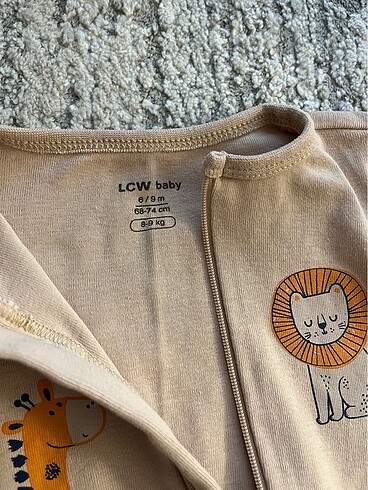 LCW baby
6 / 9 m
68-74 cm
8-9 kg